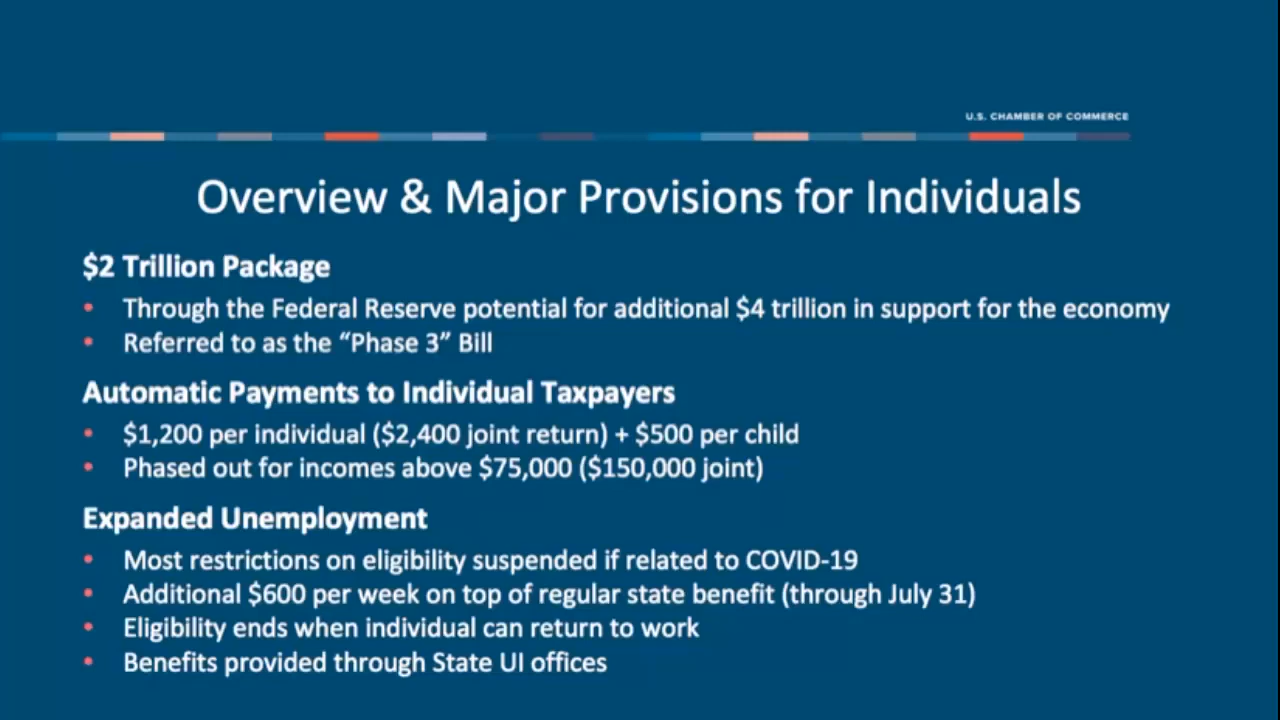 U.S. CHAMBER OF COMMERCE
Overview & Major Provisions for Individuals
$2 Trillion Package
• Through the Federal Reserve potential for additional $4 trillion in support for the economy
• Referred to as the “Phase 3” Bill
Automatic Payments to Individual Taxpayers
• $1,200 per individual ($2,400 joint return) + $500 per child
• Phased out for incomes above $75,000 ($150,000 joint)
Expanded Unemployment
• Most restrictions on eligibility suspended if related to COVID-19
• Additional $600 per week on top of regular state benefit (through July 31)
• Eligibility ends when individual can return to work
• Benefits provided through State UI offices